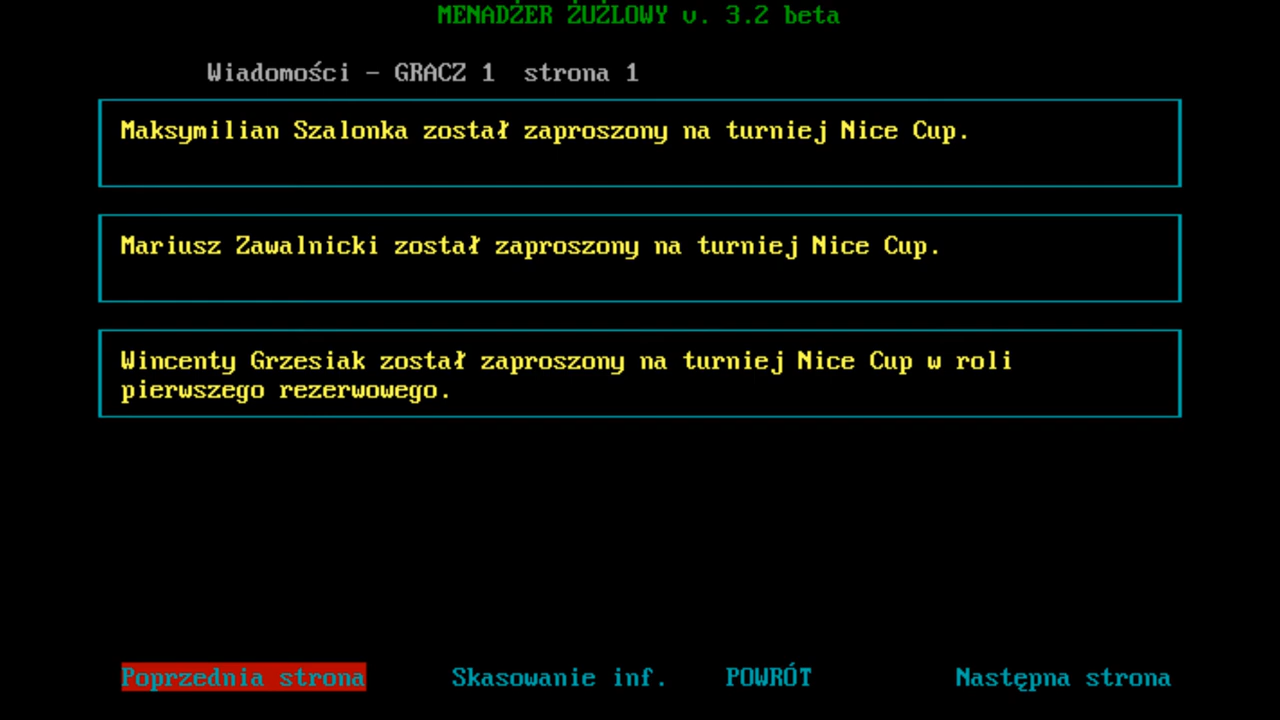 MENADŻER ŻUŻLOWY v. 3.2 beta
Wiadomości - GRACZ 1 strona 1
Maksymilian Szalonka został zaproszony na turniej Nice Cup.
Mariusz Zawalnicki został zaproszony na turniej Nice Cup.
Wincenty Grzesiak został zaproszony na turniej Nice Cup w roli
pierwszego rezerwowego.
Poprzednia strona Skasowanie inf. POWRÓT Następna strona